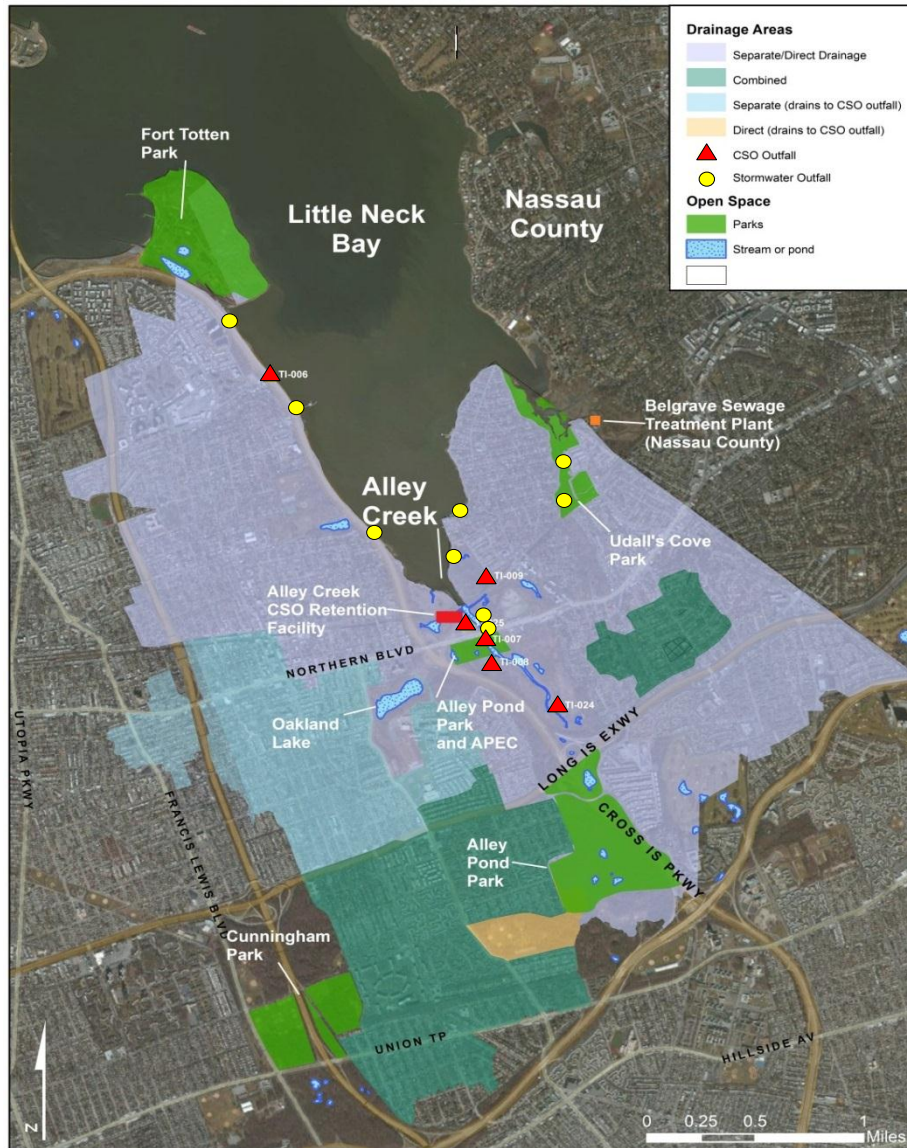 Drainage Areas
Separate/Direct Drainage
Combined
Separate (drains to CSO outfall)
Direct (drains to CSO outfall)
CSO Outfall
Stormwater Outfall
Open Space
Parks
Stream or pond
Fort Totten
Park
Little Neck
Bay
Nassau
County
TI-006
Belgrave Sewage
Treatment Plant
(Nassau County)
Alley
Creek
Udall's Cove
Park
TI-009
Alley Creek
CSO Retention
Facility
25
TI-007
TI-008
NORTHERN BLVD
TI-024
Oakland
Lake
Alley Pond
Park
and APEC
LONG IS EXWY
UTOPIA PKWY
FRANCIS LEWIS BLVD
CROSS IS PKWY
Alley
Pond
Park
Cunningham
Park
UNION TP
HILLSIDE AV
N
0 0.25 0.5 1
Miles